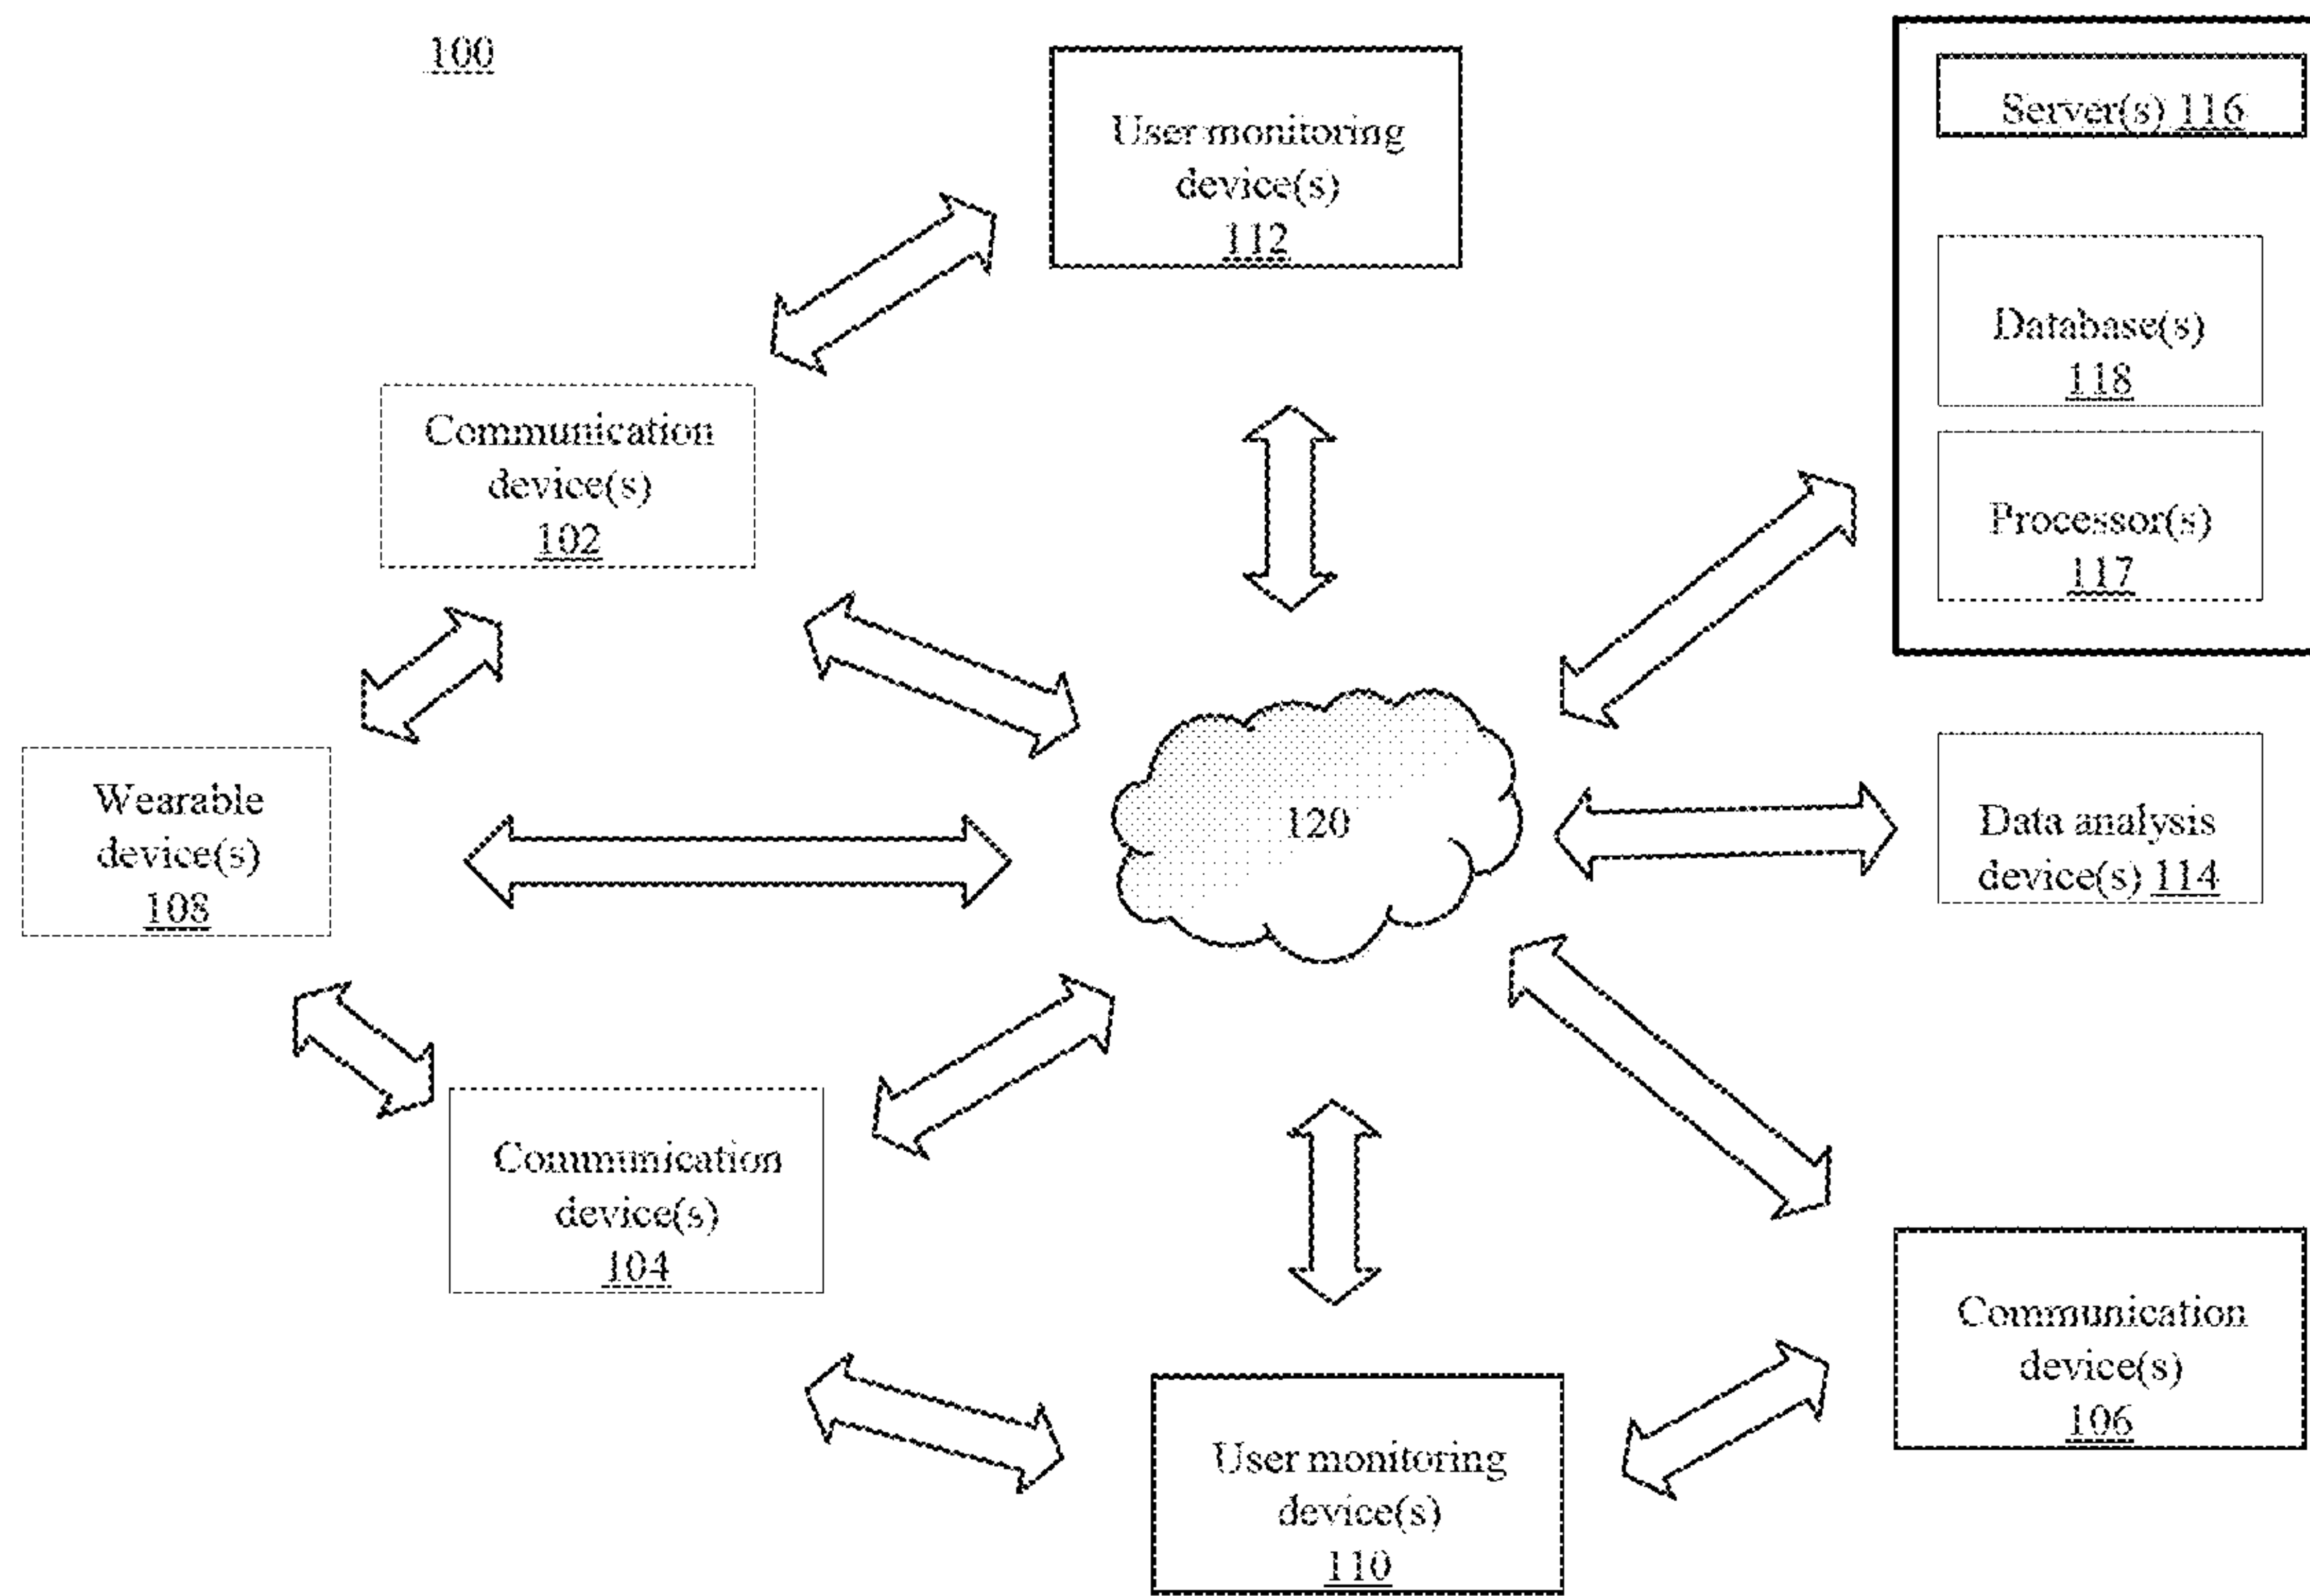 100
User monitoring
device(s)
112
Server(s) 116
Database(s)
118
Processor(s)
117
Communication
device(s)
102
Wearable
device(s)
108
120
Data analysis
device(s) 114
Communication
device(s)
104
Communication
device(s)
106
User monitoring
device(s)
110